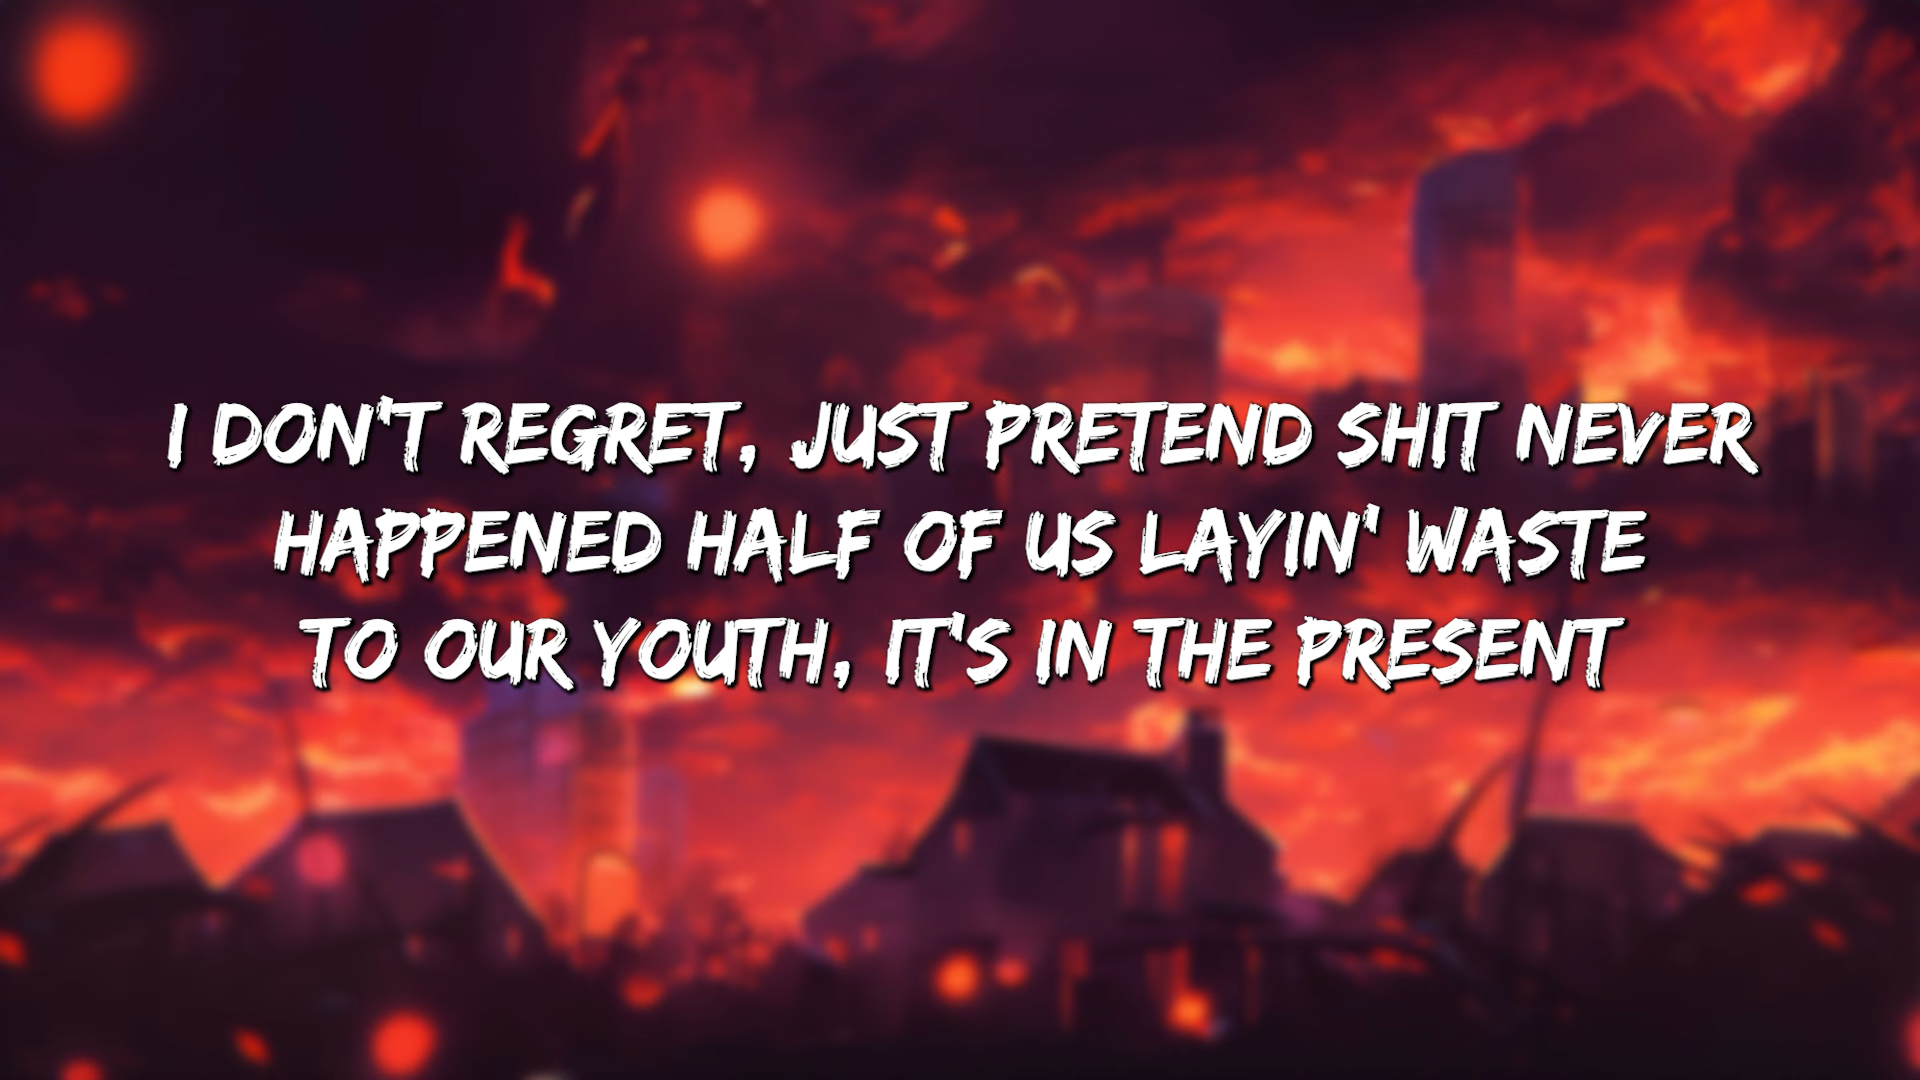 I DON'T REGRET, JUST PRETEND SHIT NEVER
HAPPENED HALF OF US LAYIN' WASTE
TO OUR YOUTH, IT'S IN THE PRESENT